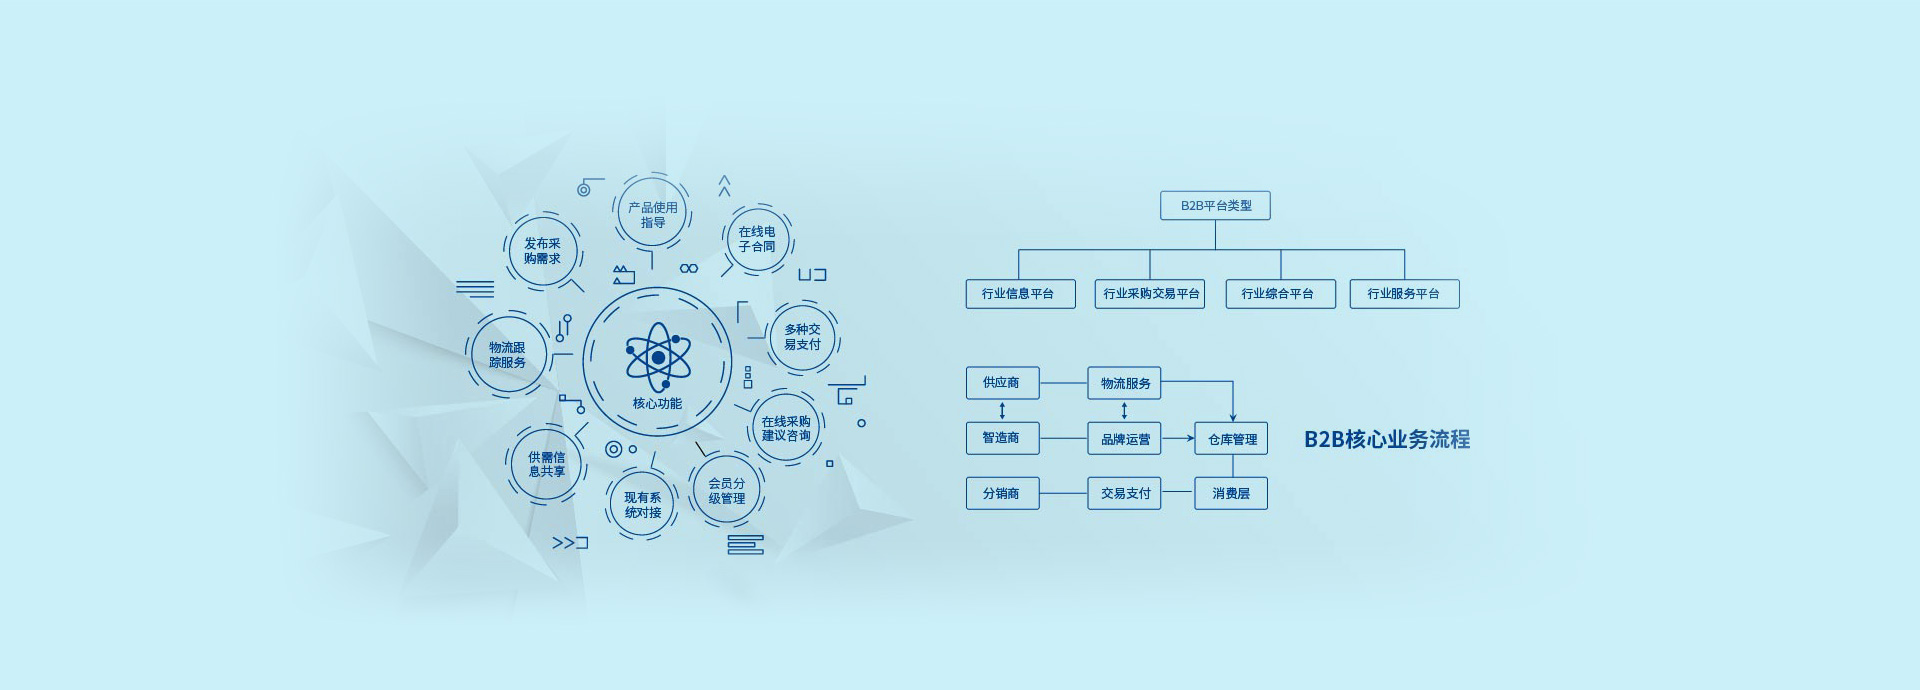 产品使用
指导
在线电
子合同
发布采
购需求
多种交
易支付
物流跟
踪服务
核心功能
在线采购
建议咨询
供需信
息共享
会员分
级管理
现有系
统对接
B2B平台类型
行业信息平台
行业采购交易平台
行业综合平台
行业服务平台
供应商
物流服务
智造商
品牌运营
仓库管理
B2B核心业务流程
分销商
交易支付
消费层